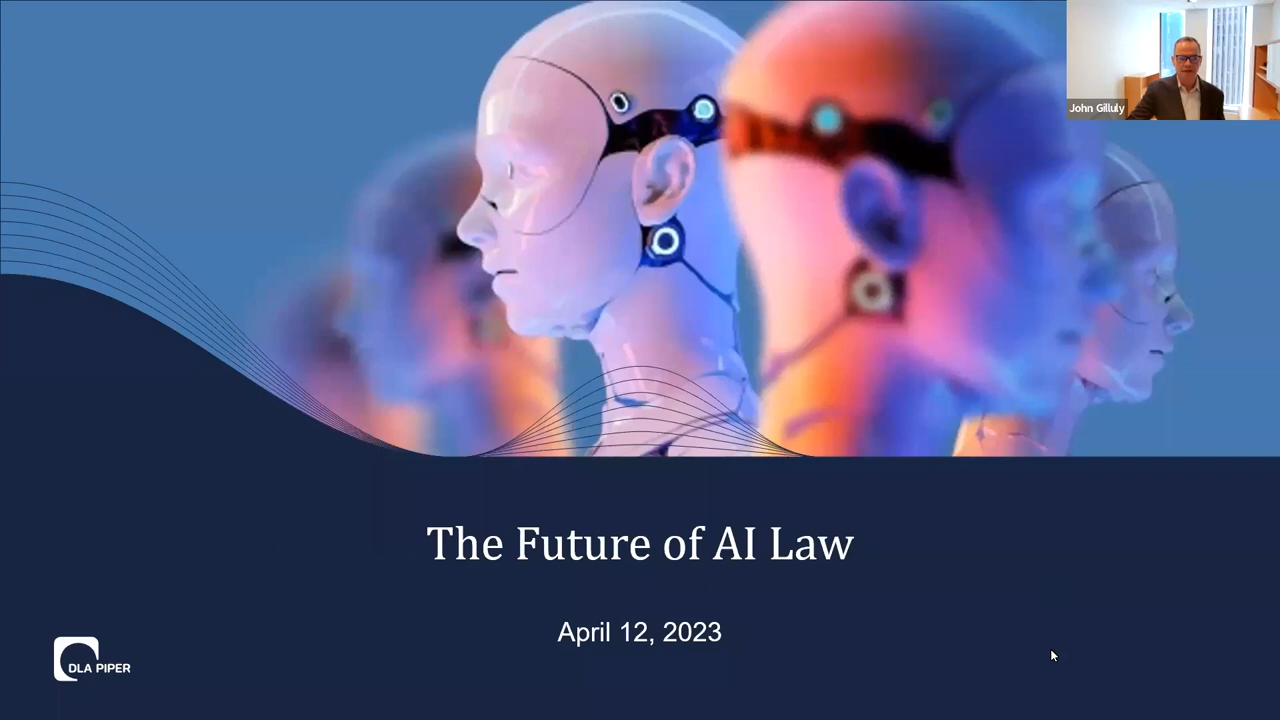 John Gilluly
The Future of AI Law
April 12, 2023
DLA PIPER